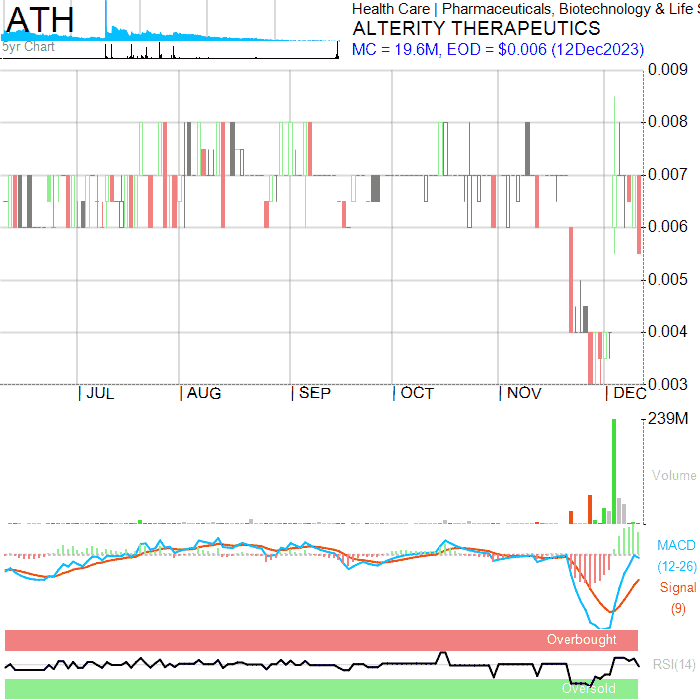 ATH
5yr Chart
Health Care | Pharmaceuticals, Biotechnology & Life S
ALTERITY THERAPEUTICS
MC = 19.6M, EOD = $0.006 (12Dec2023)
0.009
0.008
0.007
0.006
0.005
0.004
0.003
| JUL | AUG | SEP | OCT | NOV | DEC
239M
Volume
MACD
(12-26)
Signal
(9)
Overbought
RSI(14)
Oversold